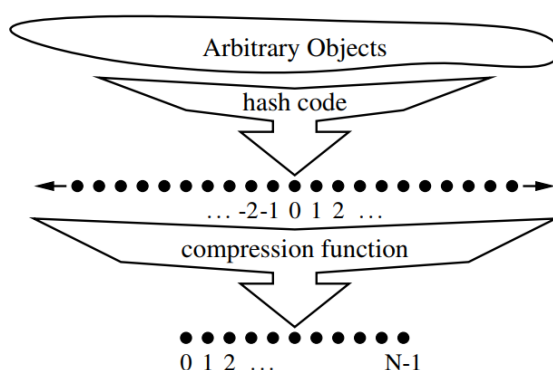 Arbitrary Objects
hash code
... -2-1 0 1 2 ...
compression function
0 1 2 ... N-1